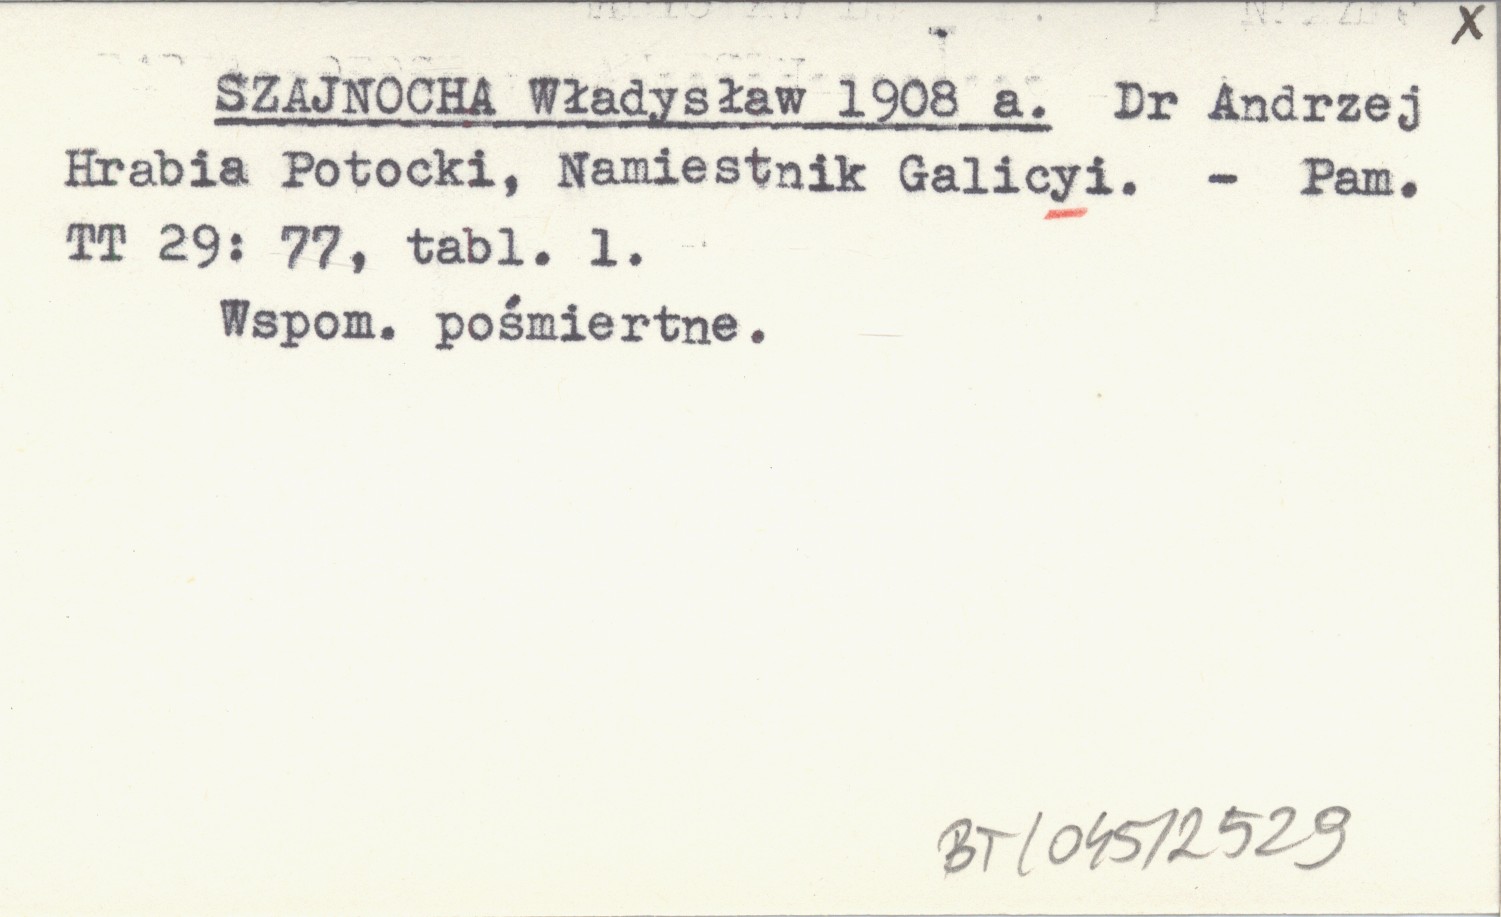 X
SZAJNOCHA Władysław 1908 a. Dr Andrzej
Hrabia Potocki, Namiestnik Galicyi. - Pam.
TT 29: 77, tabl. 1.
Wspom. pośmiertne.
BT/04512529